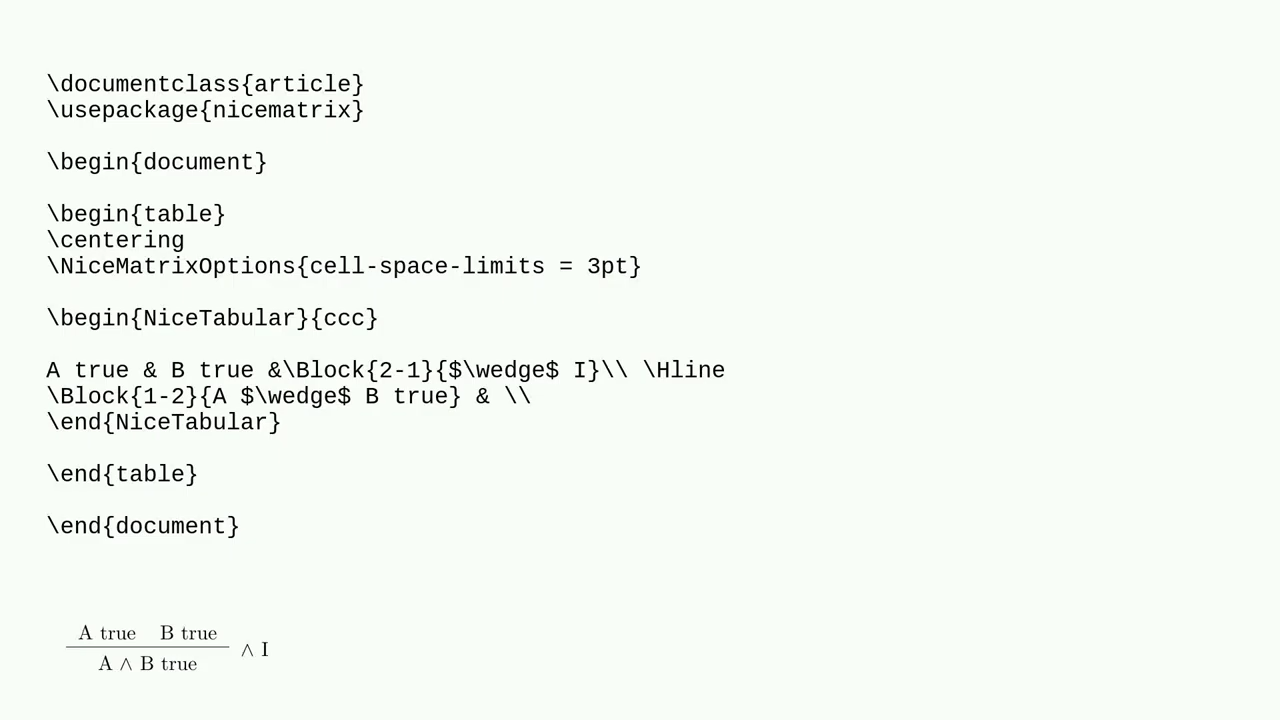 \documentclass{article}
\usepackage{nicematrix}
\begin{document}
\begin{table}
\centering
\NiceMatrixOptions{cell-space-limits = 3pt}
\begin{NiceTabular}{ccc}
A true & B true &\Block{2-1}{$\wedge$ I}\\ \Hline
\Block{1-2}{A $\wedge$ B true} & \\
\end{NiceTabular}
\end{table}
\end{document}
A true B true
∧ I
A ∧ B true